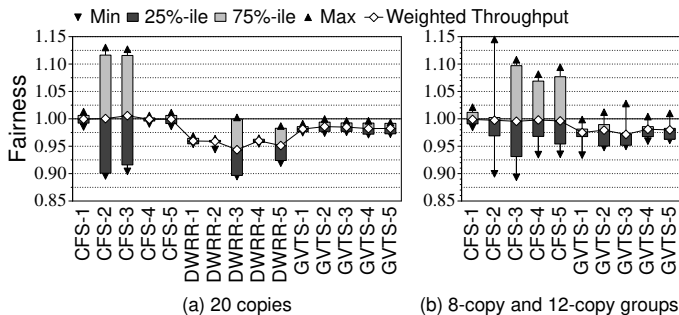 Min 25%-ile 75%-ile Max Weighted Throughput
Fairness
1.15
1.10
1.05
1.00
0.95
0.90
0.85
CFS-1
CFS-2
CFS-3
CFS-4
CFS-5
DWRR-1
DWRR-2
DWRR-3
DWRR-4
DWRR-5
GVTS-1
GVTS-2
GVTS-3
GVTS-4
GVTS-5
(a) 20 copies
1.15
1.10
1.05
1.00
0.95
0.90
0.85
CFS-1
CFS-2
CFS-3
CFS-4
CFS-5
GVTS-1
GVTS-2
GVTS-3
GVTS-4
GVTS-5
(b) 8-copy and 12-copy groups